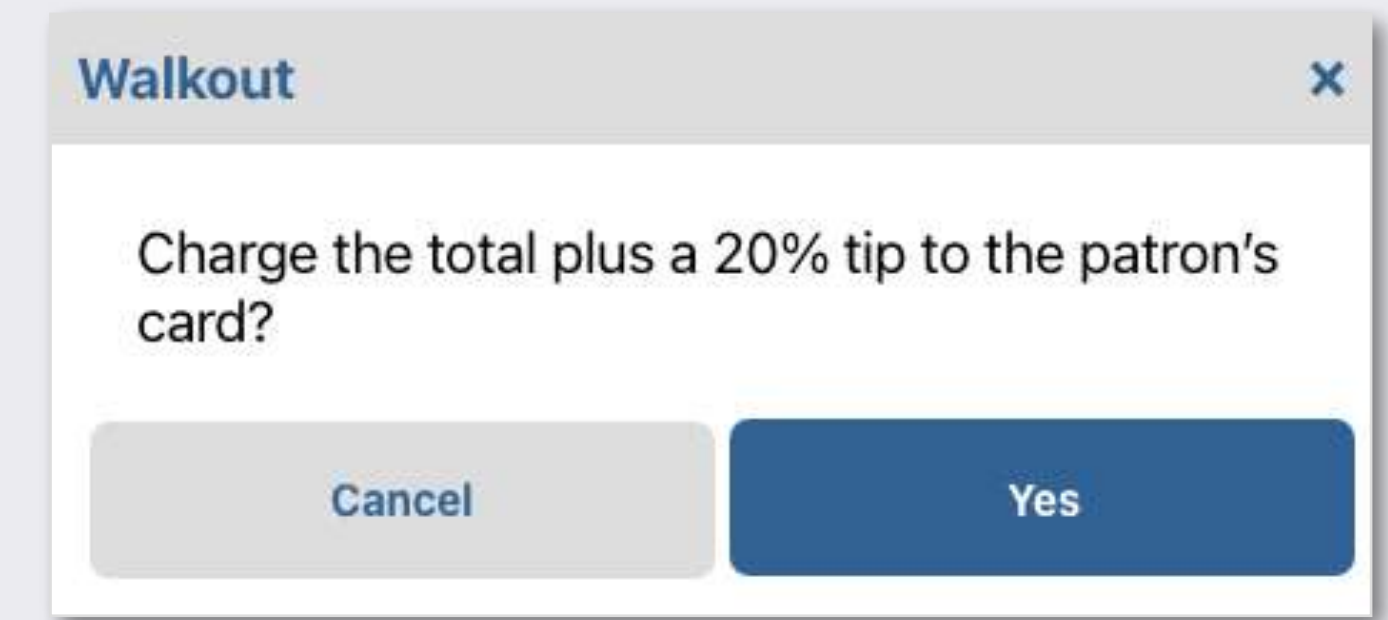 Walkout
Charge the total plus a 20% tip to the patron’s
card?
Cancel
Yes